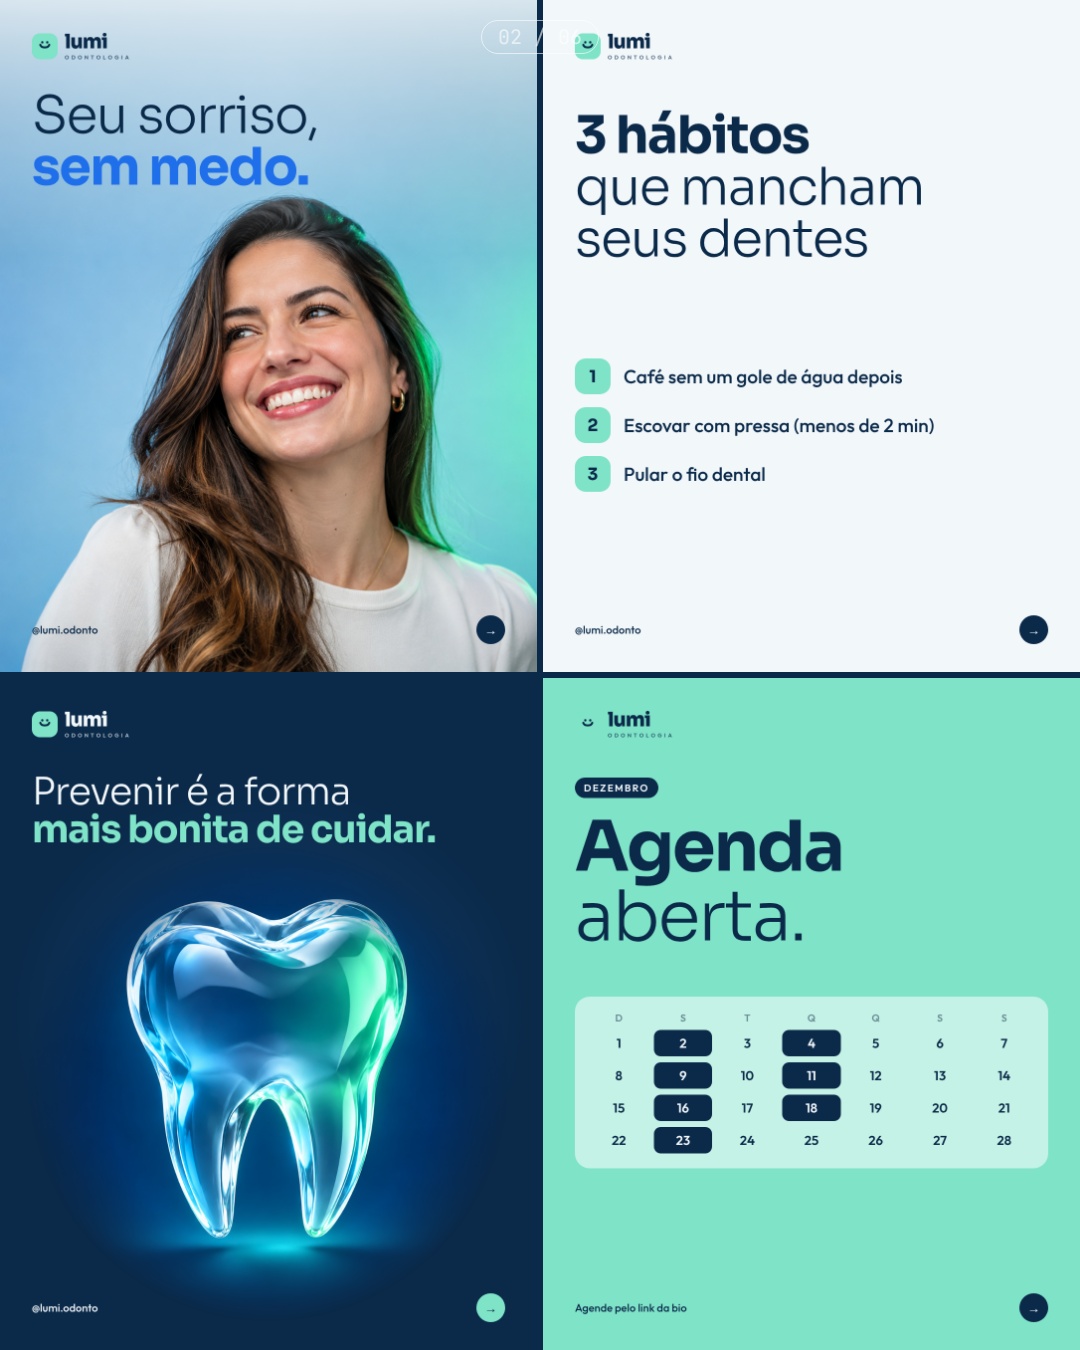 lumi
ODONTOLOGIA
Seu sorriso,
sem medo.
@lumi.odonto
→
02 / 06
lumi
ODONTOLOGIA
3 hábitos
que mancham
seus dentes
1 Café sem um gole de água depois
2 Escovar com pressa (menos de 2 min)
3 Pular o fio dental
@lumi.odonto
→
lumi
ODONTOLOGIA
Prevenir é a forma
mais bonita de cuidar.
@lumi.odonto
→
lumi
ODONTOLOGIA
DEZEMBRO
Agenda
aberta.
D S T Q Q S S
1 2 3 4 5 6 7
8 9 10 11 12 13 14
15 16 17 18 19 20 21
22 23 24 25 26 27 28
Agende pelo link da bio
→